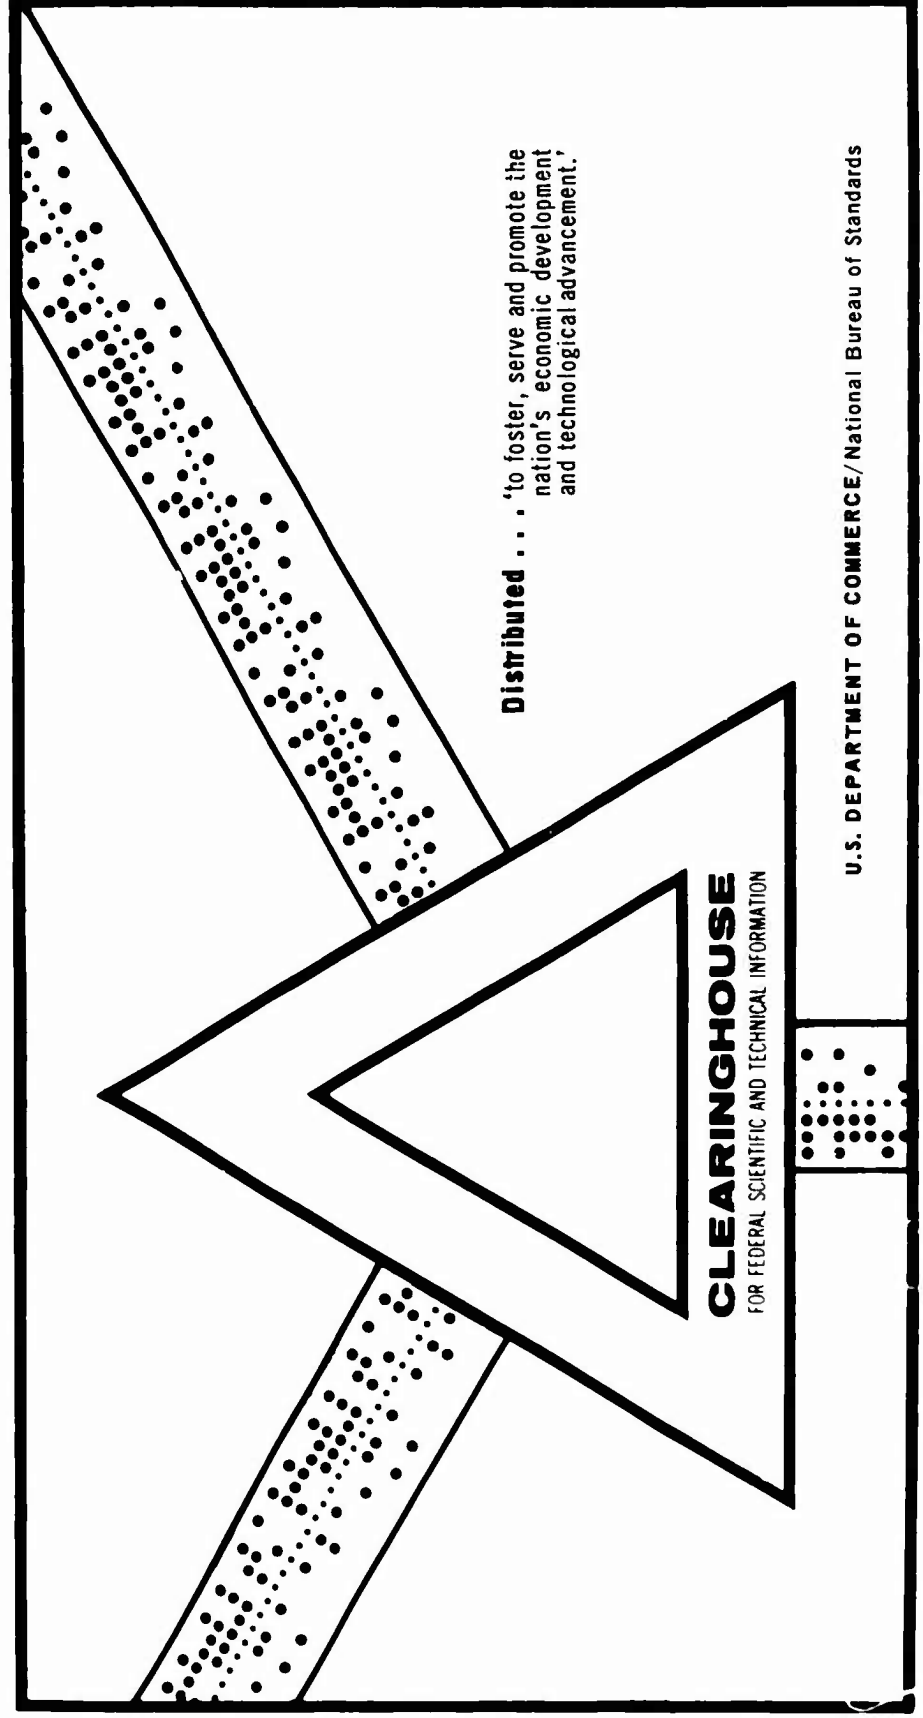 Distributed . . . 'to foster, serve and promote the
nation's economic development
and technological advancement.'
CLEARINGHOUSE
FOR FEDERAL SCIENTIFIC AND TECHNICAL INFORMATION
U.S. DEPARTMENT OF COMMERCE/National Bureau of Standards